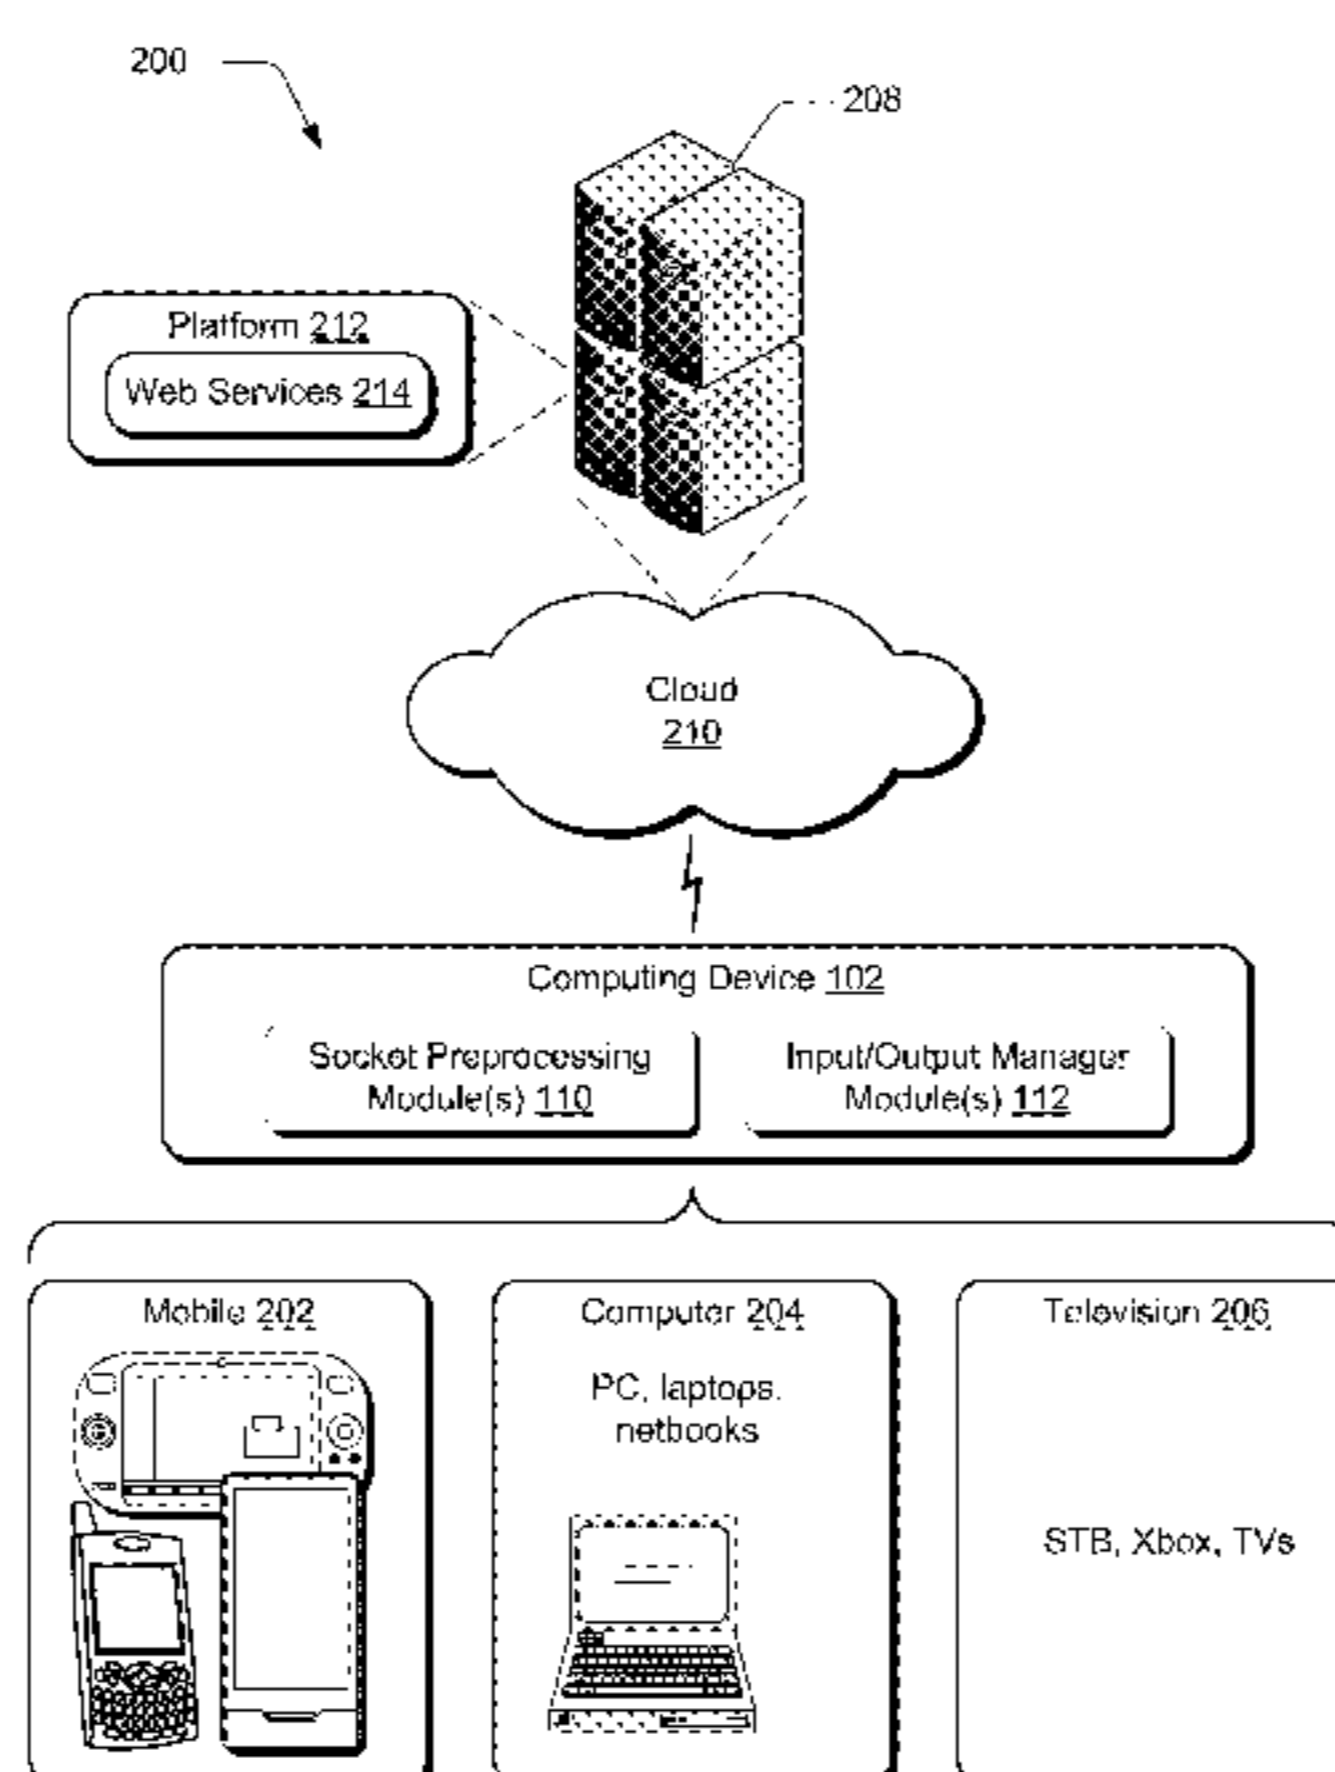 200
208
Platform 212
Web Services 214
Cloud
210
Computing Device 102
Socket Preprocessing
Module(s) 110
Input/Output Manager
Module(s) 112
Mobile 202
Computer 204
PC, laptops,
netbooks
Television 206
STB, Xbox, TVs